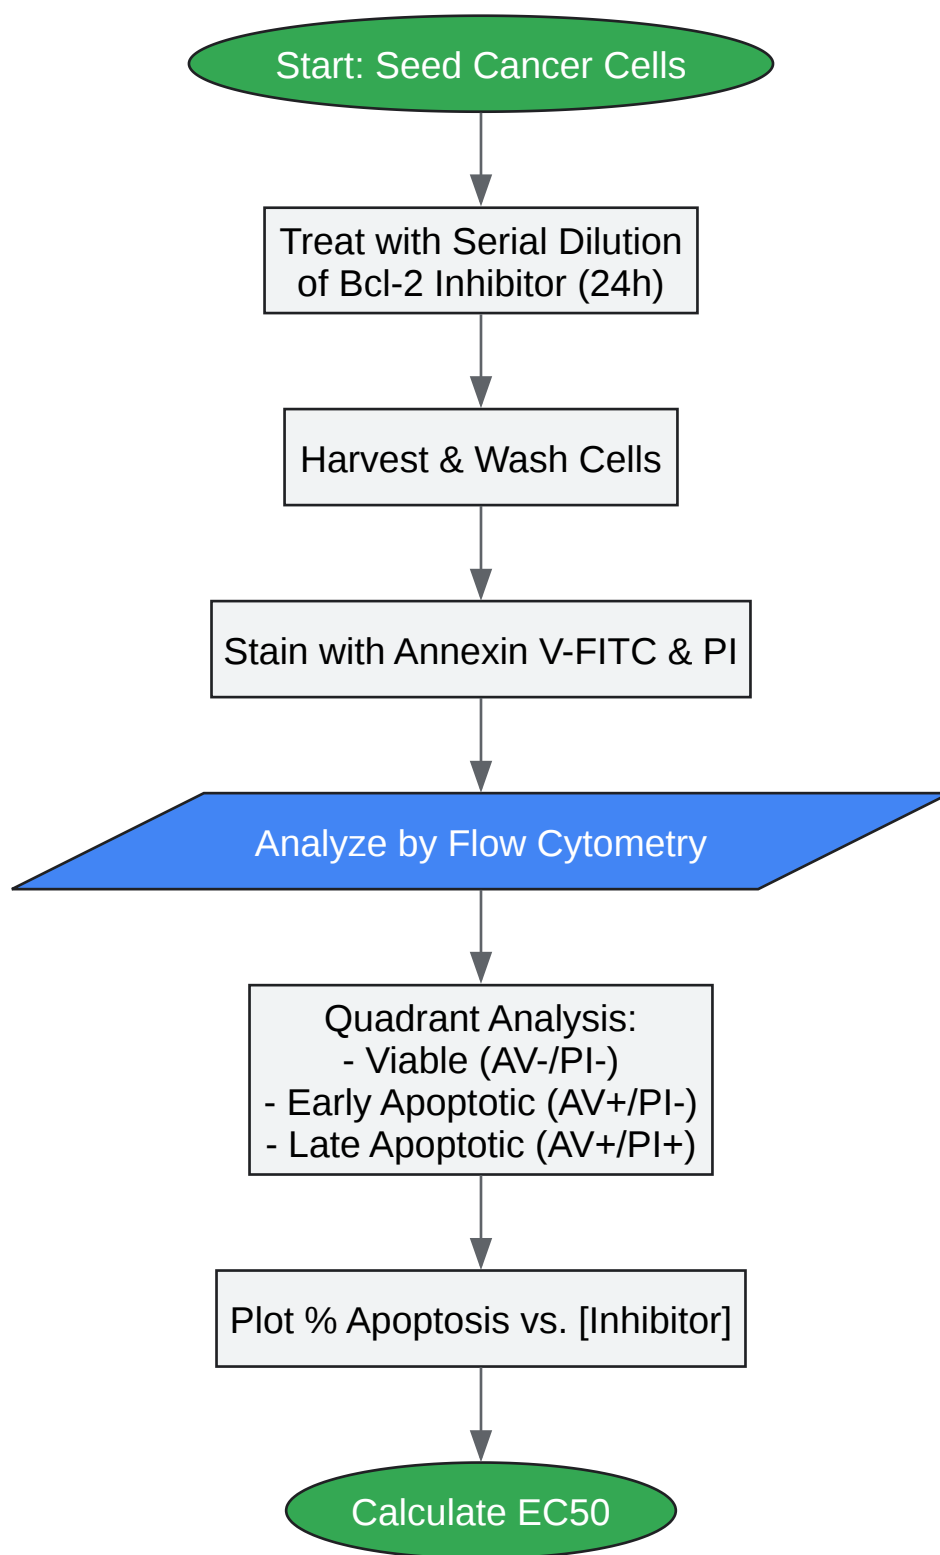 Start: Seed Cancer Cells
Treat with Serial Dilution
of Bcl-2 Inhibitor (24h)
Harvest & Wash Cells
Stain with Annexin V-FITC & PI
Analyze by Flow Cytometry
Quadrant Analysis:
- Viable (AV-/PI-)
- Early Apoptotic (AV+/PI-)
- Late Apoptotic (AV+/PI+)
Plot % Apoptosis vs. [Inhibitor]
Calculate EC50